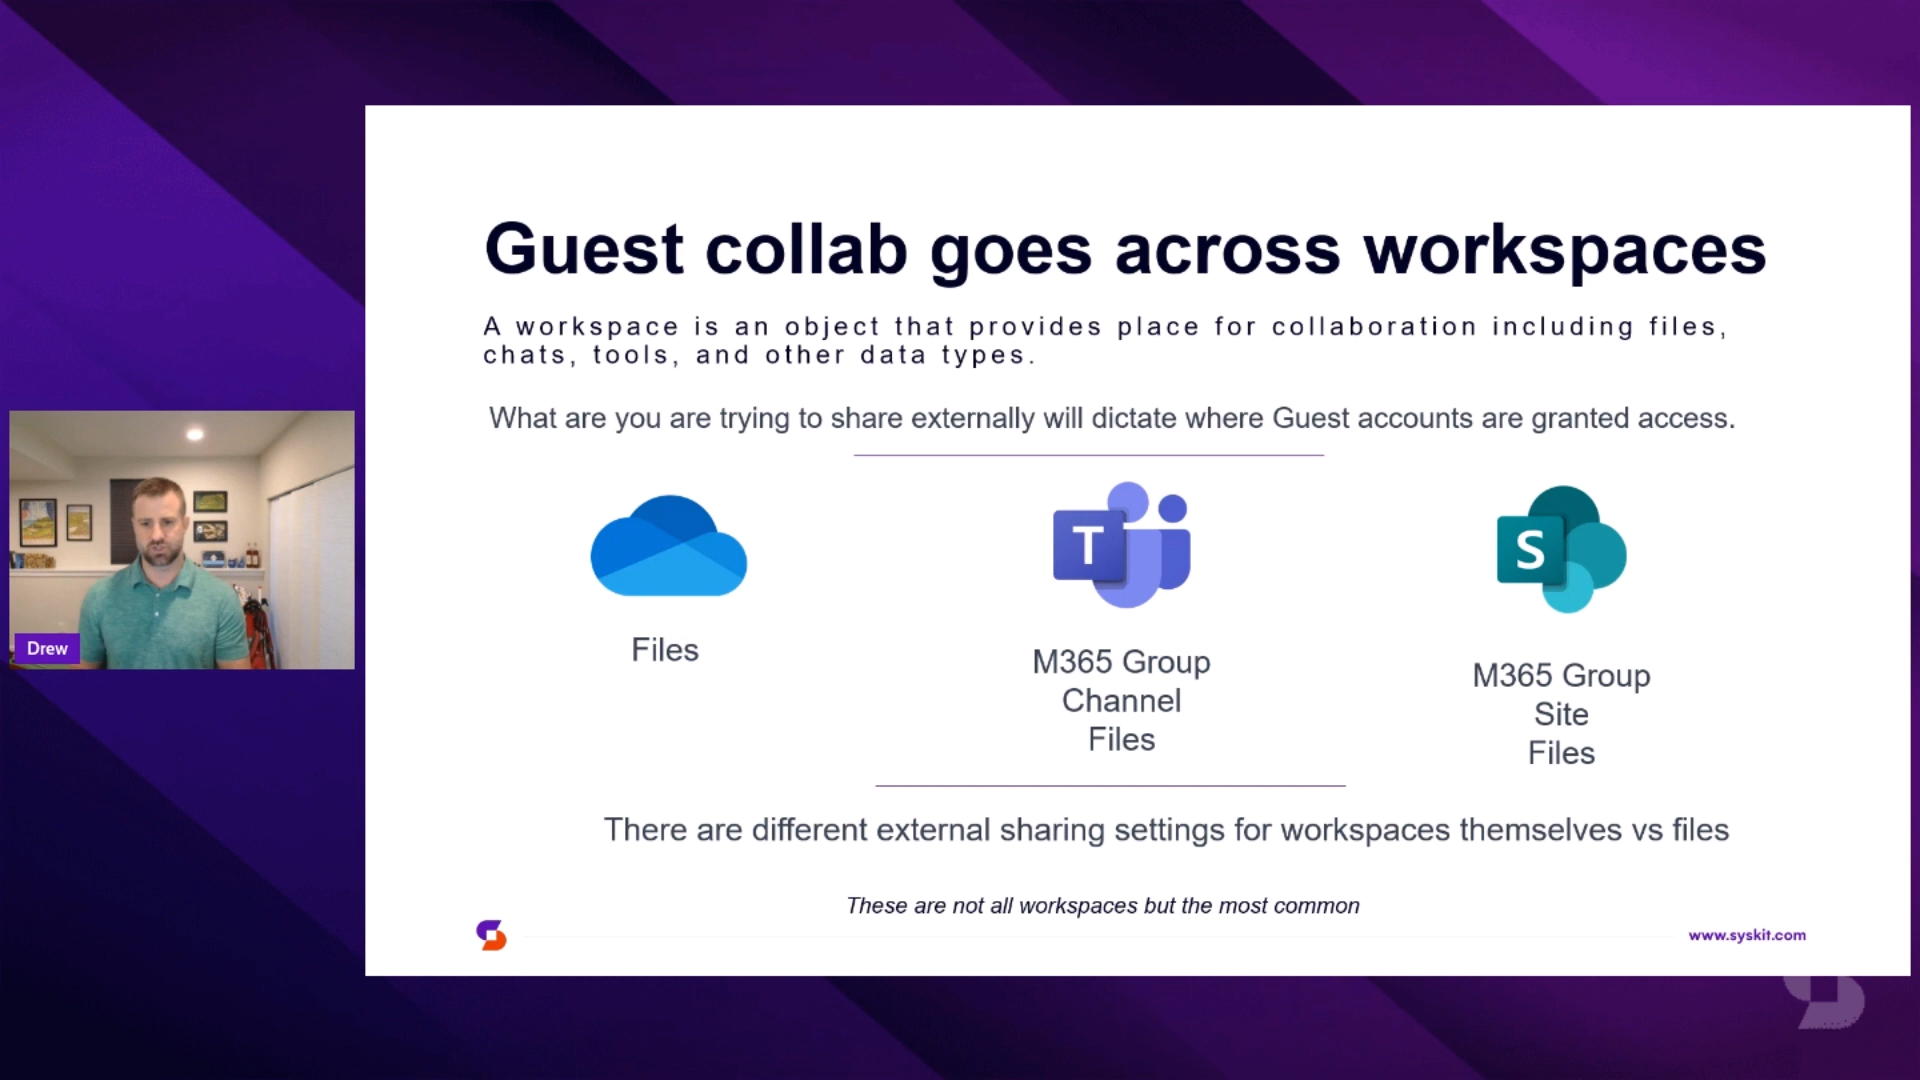 Guest collab goes across workspaces
A workspace is an object that provides place for collaboration including files,
chats, tools, and other data types.
What are you are trying to share externally will dictate where Guest accounts are granted access.
T
S
Files
M365 Group
Channel
Files
M365 Group
Site
Files
Drew
There are different external sharing settings for workspaces themselves vs files
These are not all workspaces but the most common
www.syskit.com